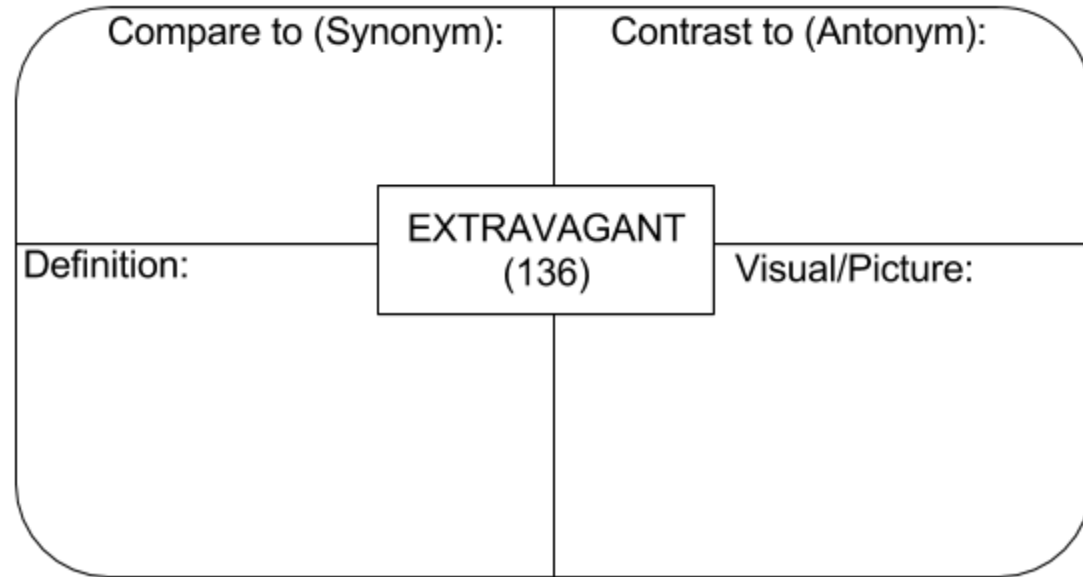 Compare to (Synonym):
Contrast to (Antonym):
EXTRAVAGANT
(136)
Definition:
Visual/Picture: